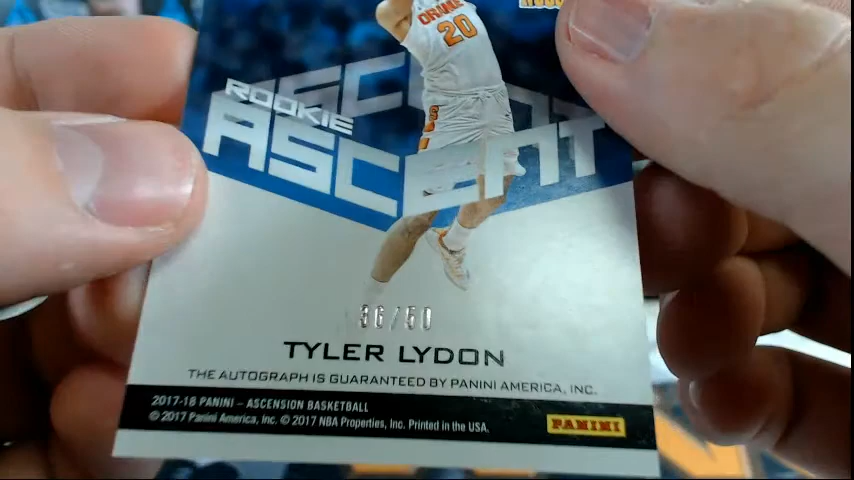 ORANGE
20
ROOKIE
ASCENT
36/50
TYLER LYDON
THE AUTOGRAPH IS GUARANTEED BY PANINI AMERICA, INC.
2017-18 PANINI – ASCENSION BASKETBALL
© 2017 Panini America, Inc. © 2017 NBA Properties, Inc. Printed in the USA.
PANINI